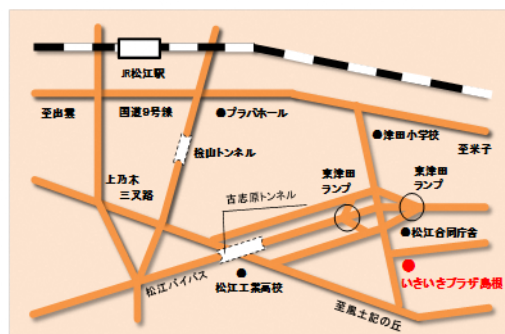 JR松江駅
至出雲
国道9号線
●プラバホール
●津田小学校
至米子
桧山トンネル
上乃木
三叉路
古志原トンネル
東津田
ランプ
東津田
ランプ
●松江合同庁舎
いきいきプラザ島根
松江バイパス
松江工業高校
至風土記の丘